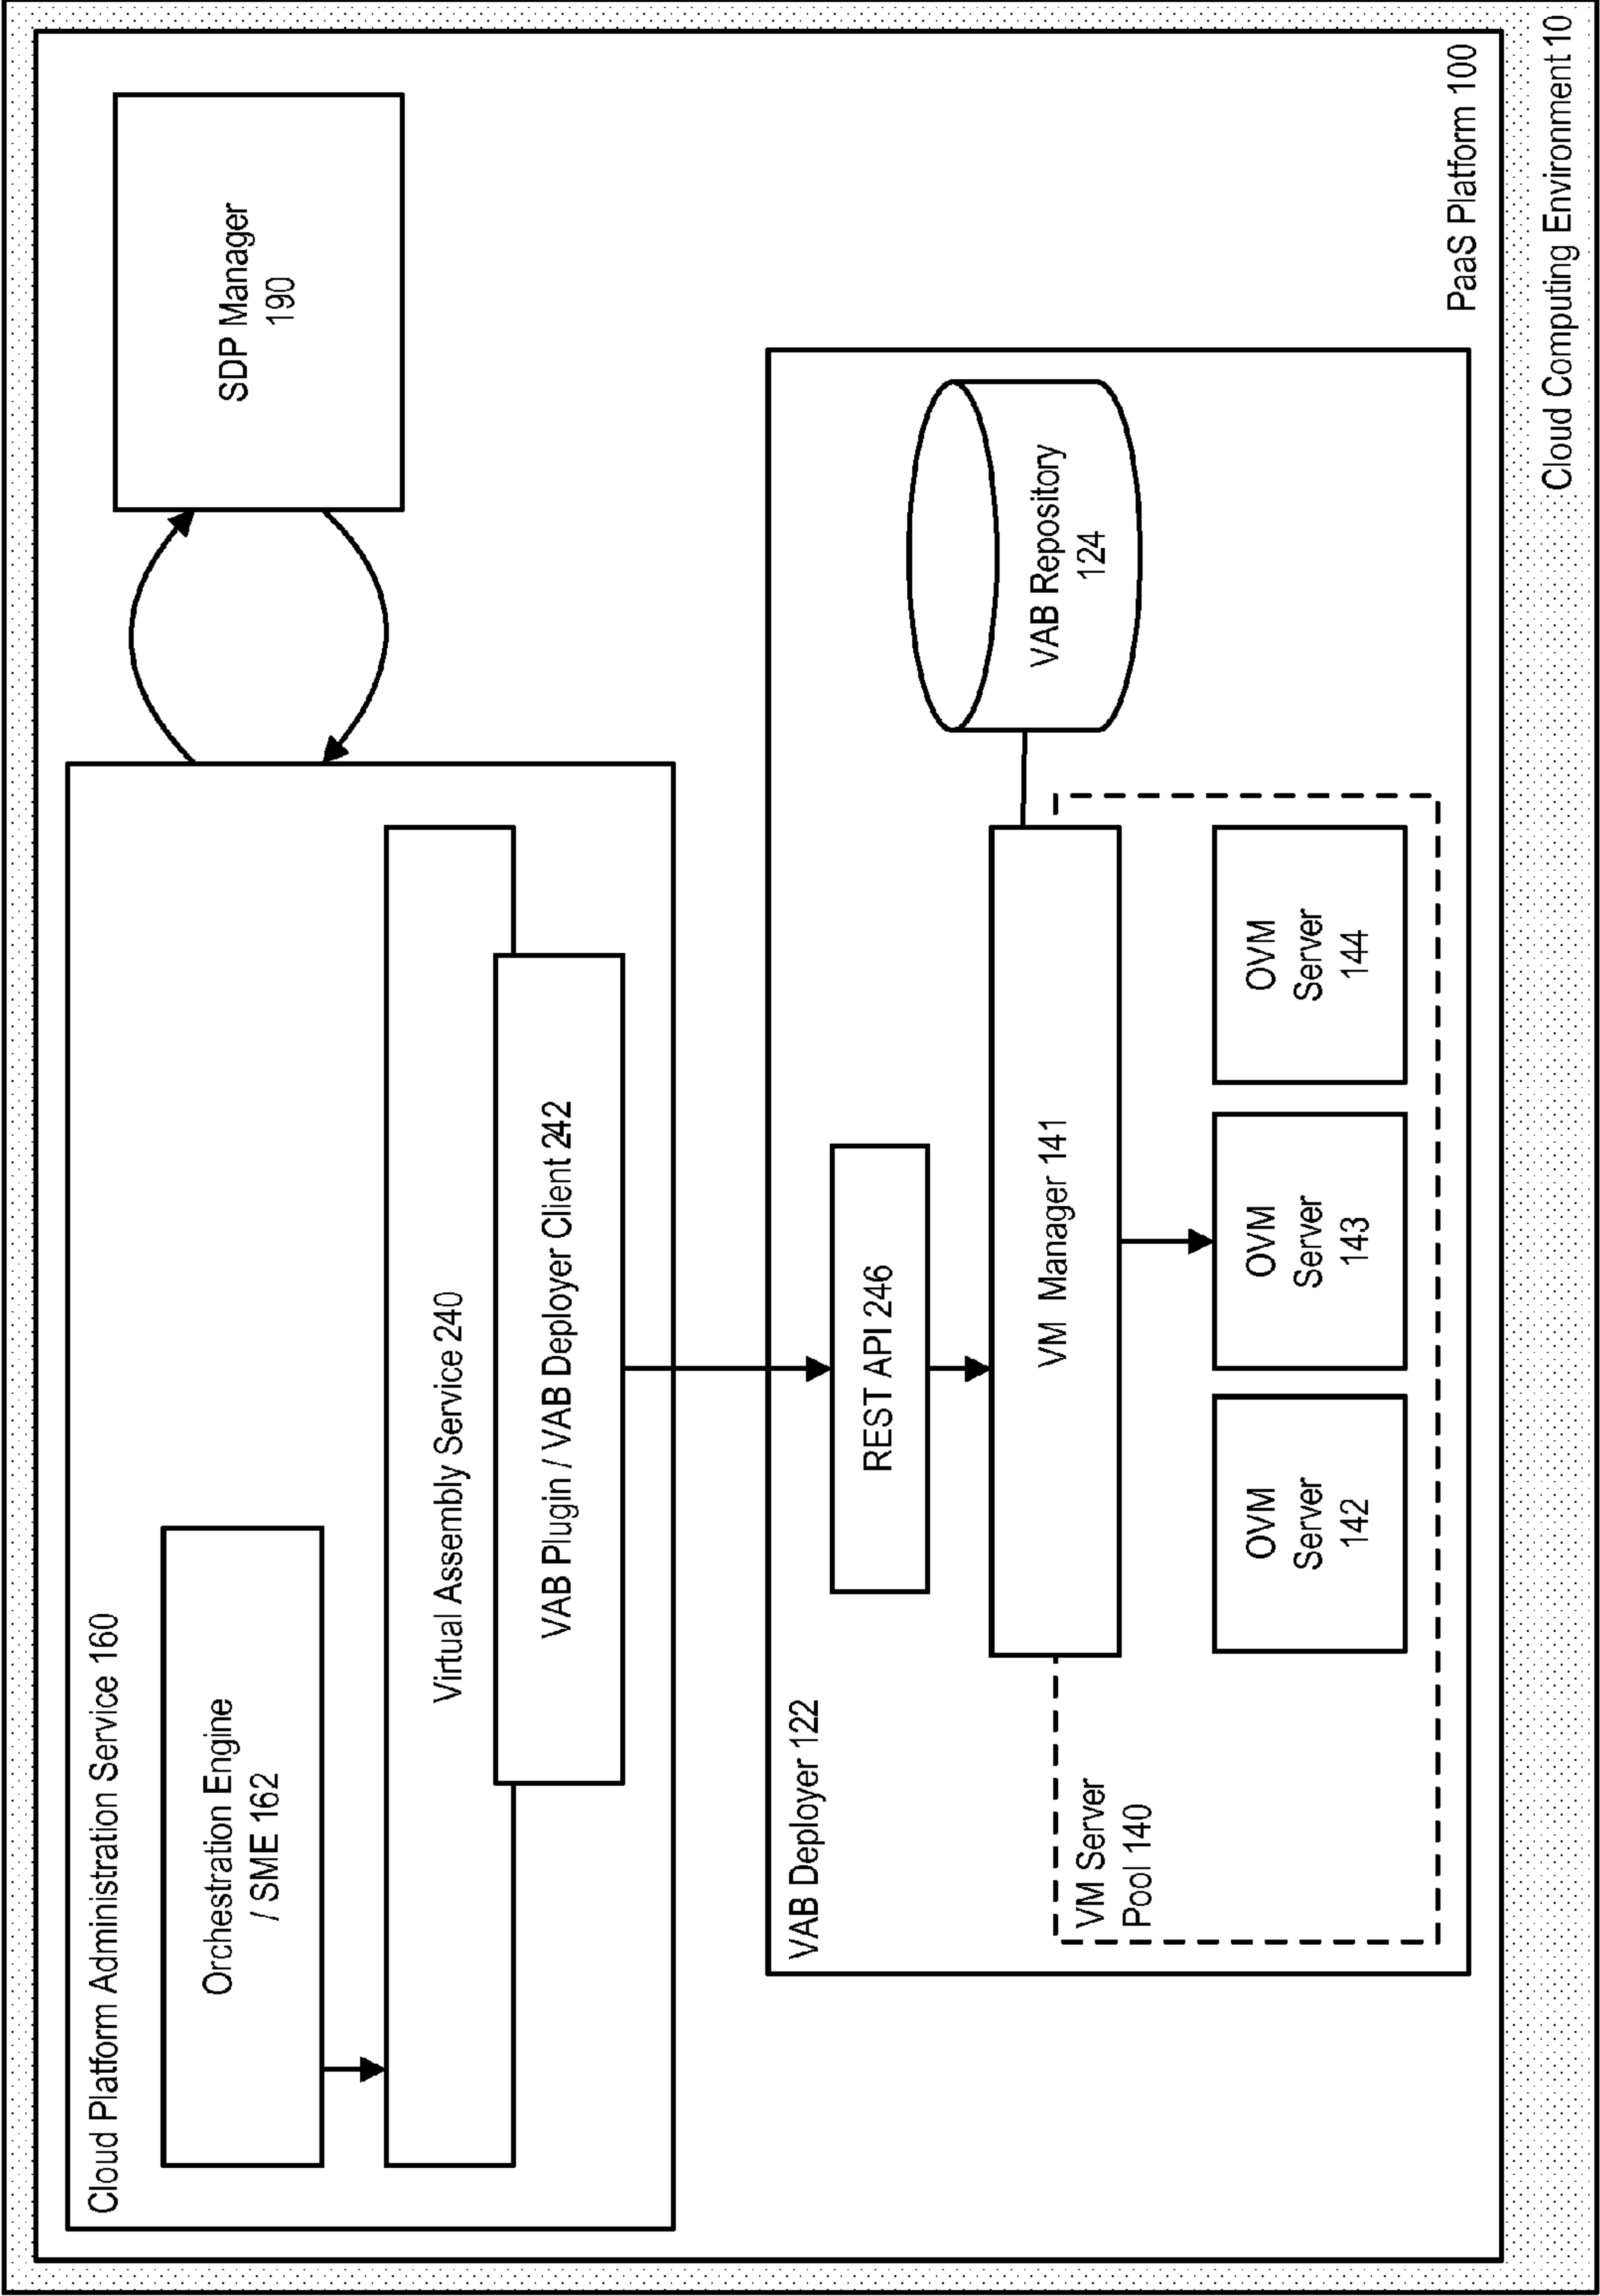 Cloud Platform Administration Service 160
Orchestration Engine
/ SME 162
SDP Manager
190
Virtual Assembly Service 240
VAB Plugin / VAB Deployer Client 242
VAB Deployer 122
REST API 246
VM Manager 141
VAB Repository
124
VM Server
Pool 140
OVM
Server
142
OVM
Server
143
OVM
Server
144
PaaS Platform 100
Cloud Computing Environment 10